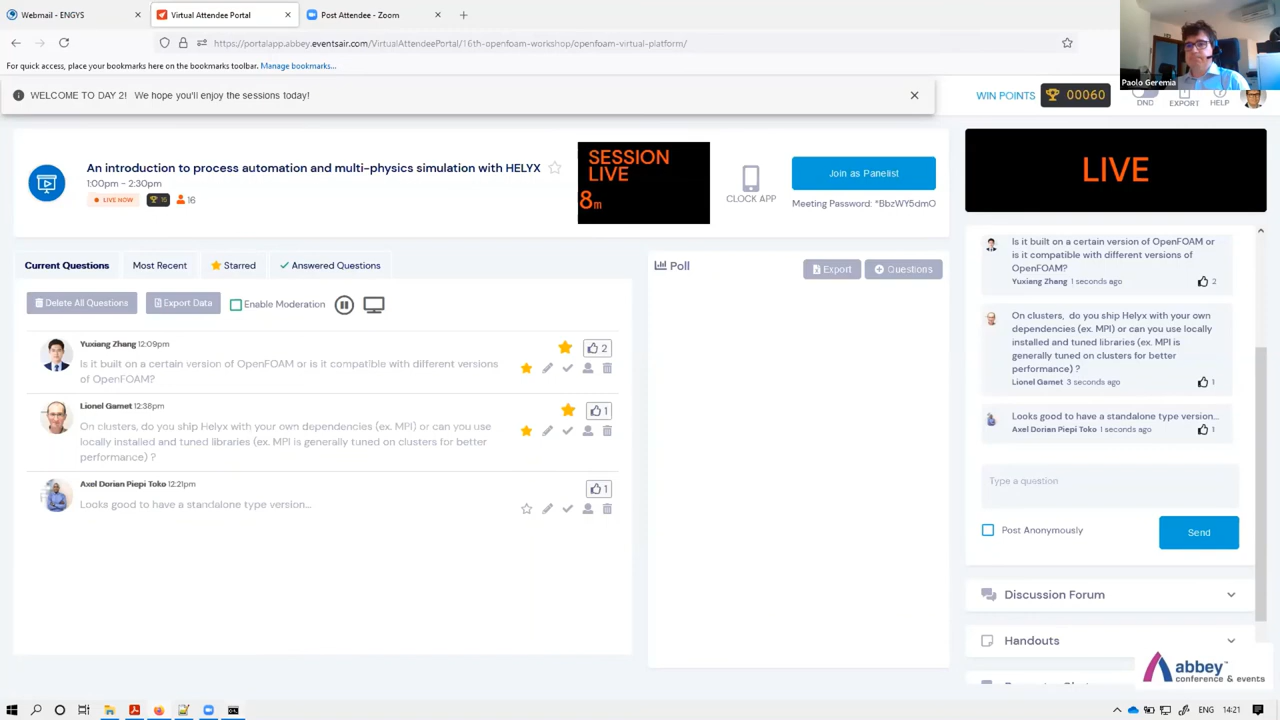 Webmail — ENGYS
Virtual Attendee Portal
Post Attendee - Zoom
https://portalapp.abbey.eventsair.com/VirtualAttendeePortal/16th-openfoam-workshop/openfoam-virtual-platform/
For quick access, place your bookmarks here on the bookmarks toolbar. Manage bookmarks...
Paolo Geremia
WELCOME TO DAY 2! We hope you'll enjoy the sessions today!
WIN POINTS
00060
DND
EXPORT
HELP
An introduction to process automation and multi-physics simulation with HELYX
1:00pm - 2:30pm
LIVE NOW
16
SESSION
LIVE
8m
CLOCK APP
Join as Panelist
Meeting Password: *BbzWY5dmO
LIVE
Current Questions
Most Recent
Starred
Answered Questions
Delete All Questions
Export Data
Enable Moderation
Yuxiang Zhang 12:09pm
2
Is it built on a certain version of OpenFOAM or is it compatible with different versions
of OpenFOAM?
Lionel Gamet 12:38pm
1
On clusters, do you ship Helyx with your own dependencies (ex. MPI) or can you use
locally installed and tuned libraries (ex. MPI is generally tuned on clusters for better
performance) ?
Axel Dorian Piepi Toko 12:21pm
1
Looks good to have a standalone type version...
Poll
Export
Questions
Is it built on a certain version of OpenFOAM or
is it compatible with different versions of
OpenFOAM?
Yuxiang Zhang 1 seconds ago
2
On clusters, do you ship Helyx with your own
dependencies (ex. MPI) or can you use locally
installed and tuned libraries (ex. MPI is
generally tuned on clusters for better
performance) ?
Lionel Gamet 3 seconds ago
1
Looks good to have a standalone type version...
Axel Dorian Piepi Toko 1 seconds ago
1
Type a question
Post Anonymously
Send
Discussion Forum
Handouts
abbey™
conference & events
ENG
14:21